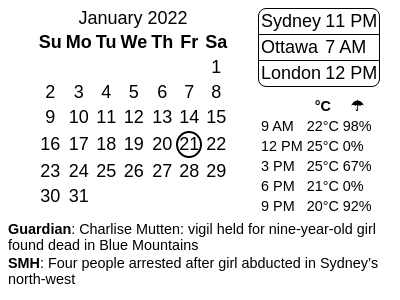 January 2022
Su Mo Tu We Th Fr Sa
1
2 3 4 5 6 7 8
9 10 11 12 13 14 15
16 17 18 19 20 21 22
23 24 25 26 27 28 29
30 31
Sydney 11 PM
Ottawa 7 AM
London 12 PM
°C ☂
9 AM 22°C 98%
12 PM 25°C 0%
3 PM 25°C 67%
6 PM 21°C 0%
9 PM 20°C 92%
Guardian: Charlise Mutten: vigil held for nine-year-old girl
found dead in Blue Mountains
SMH: Four people arrested after girl abducted in Sydney’s
north-west